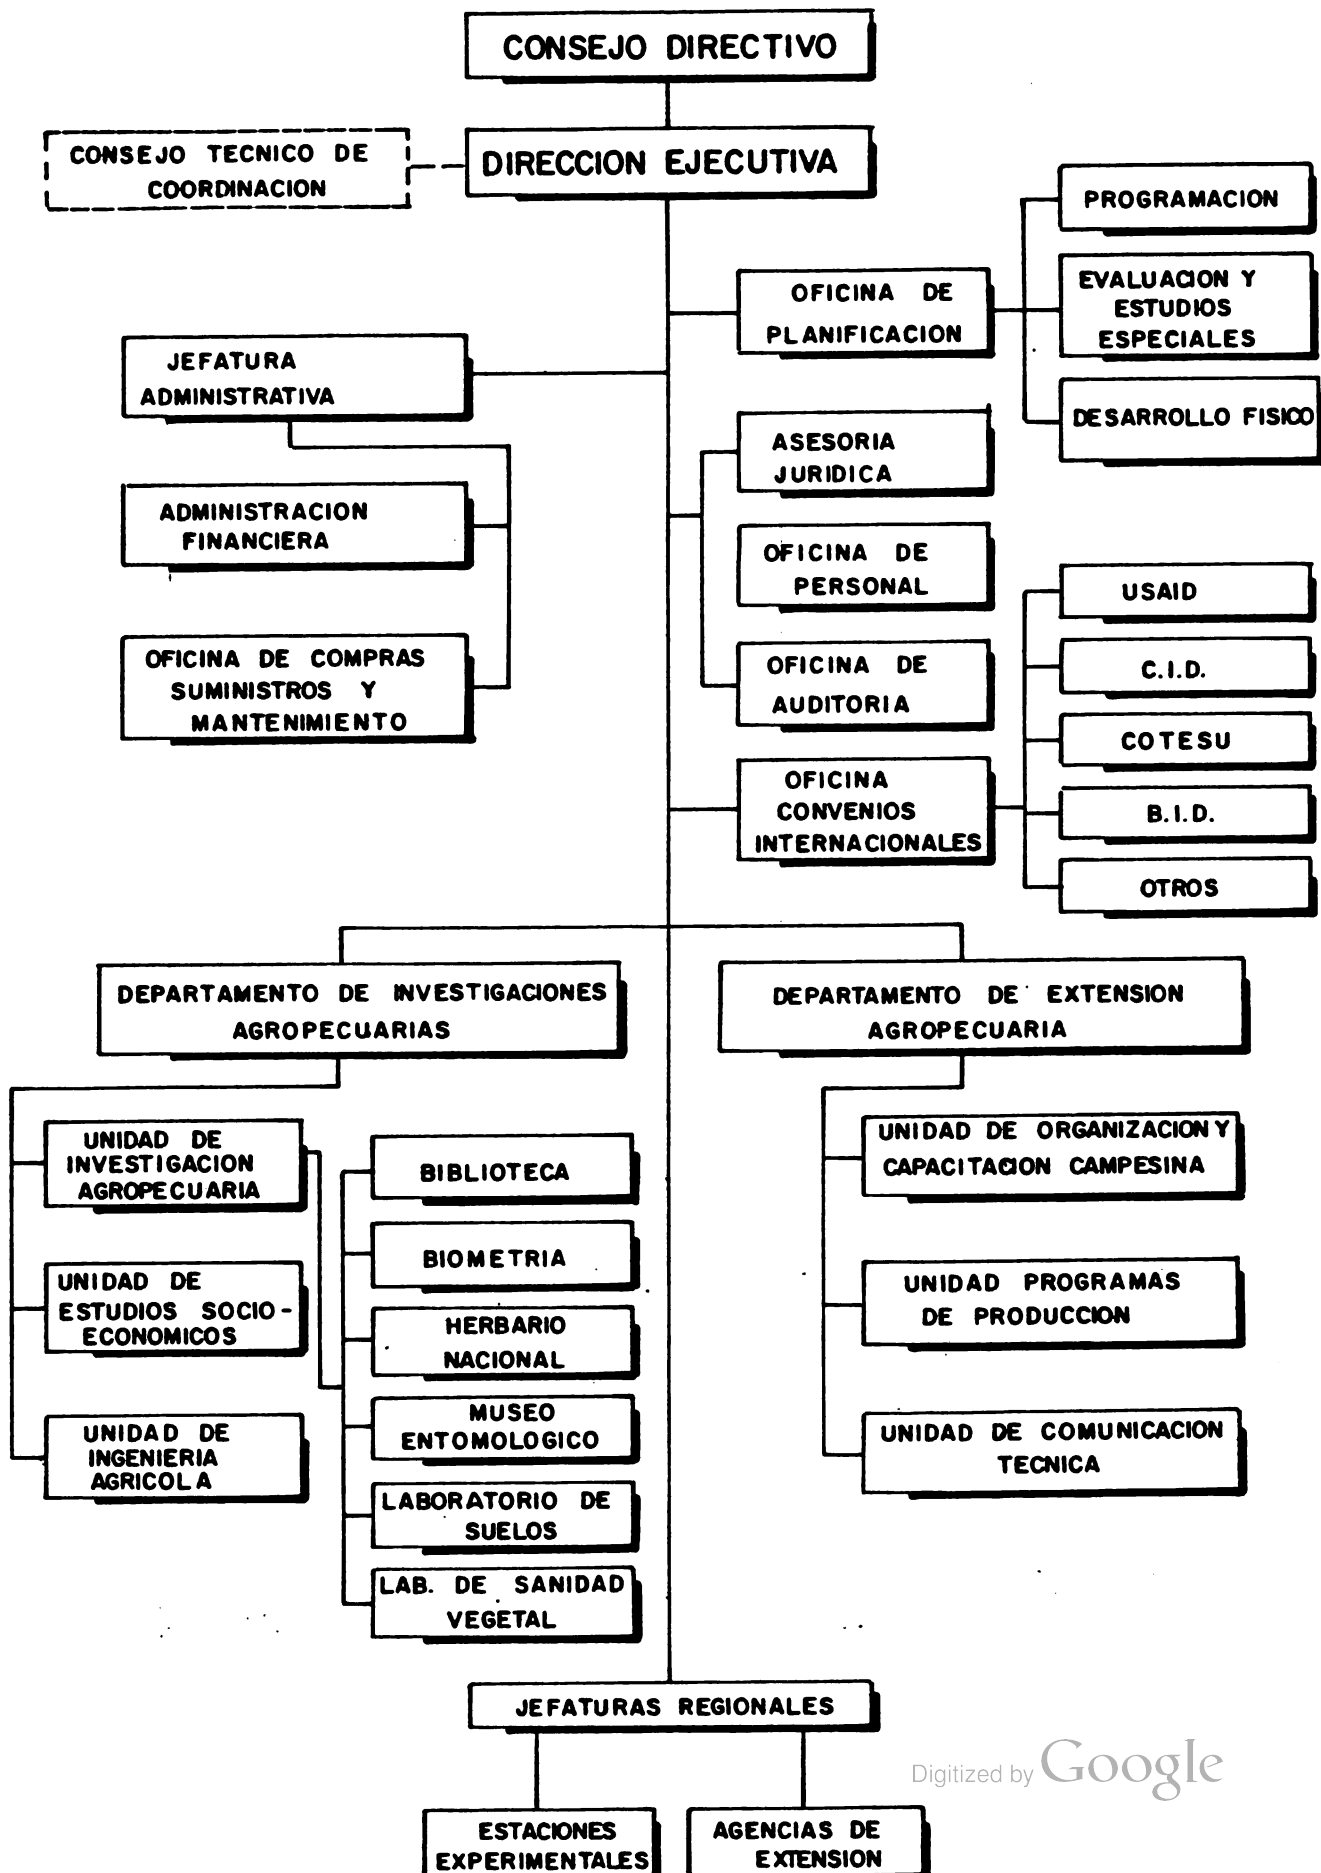 CONSEJO DIRECTIVO
CONSEJO TECNICO DE
COORDINACION
DIRECCION EJECUTIVA
PROGRAMACION
EVALUACION Y
ESTUDIOS
ESPECIALES
DESARROLLO FISICO
OFICINA DE
PLANIFICACION
JEFATURA
ADMINISTRATIVA
ASESORIA
JURIDICA
ADMINISTRACION
FINANCIERA
OFICINA DE
PERSONAL
OFICINA DE COMPRAS
SUMINISTROS Y
MANTENIMIENTO
OFICINA DE
AUDITORIA
OFICINA
CONVENIOS
INTERNACIONALES
USAID
C.I.D.
COTESU
B.I.D.
OTROS
DEPARTAMENTO DE INVESTIGACIONES
AGROPECUARIAS
DEPARTAMENTO DE EXTENSION
AGROPECUARIA
UNIDAD DE
INVESTIGACION
AGROPECUARIA
UNIDAD DE
ESTUDIOS SOCIO-
ECONOMICOS
UNIDAD DE
INGENIERIA
AGRICOLA
BIBLIOTECA
BIOMETRIA
HERBARIO
NACIONAL
MUSEO
ENTOMOLOGICO
LABORATORIO DE
SUELOS
LAB. DE SANIDAD
VEGETAL
UNIDAD DE ORGANIZACION Y
CAPACITACION CAMPESINA
UNIDAD PROGRAMAS
DE PRODUCCION
UNIDAD DE COMUNICACION
TECNICA
JEFATURAS REGIONALES
ESTACIONES
EXPERIMENTALES
AGENCIAS DE
EXTENSION
Digitized by Google